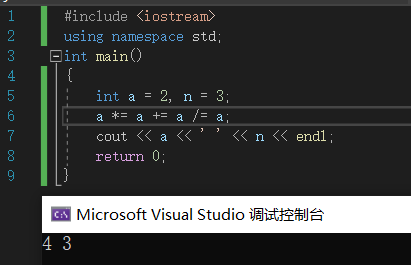 1 #include <iostream>
2 using namespace std;
3 int main()
4 {
5 int a = 2, n = 3;
6 a *= a += a /= a;
7 cout << a << ' ' << n << endl;
8 return 0;
9 }
Microsoft Visual Studio 调试控制台
4 3